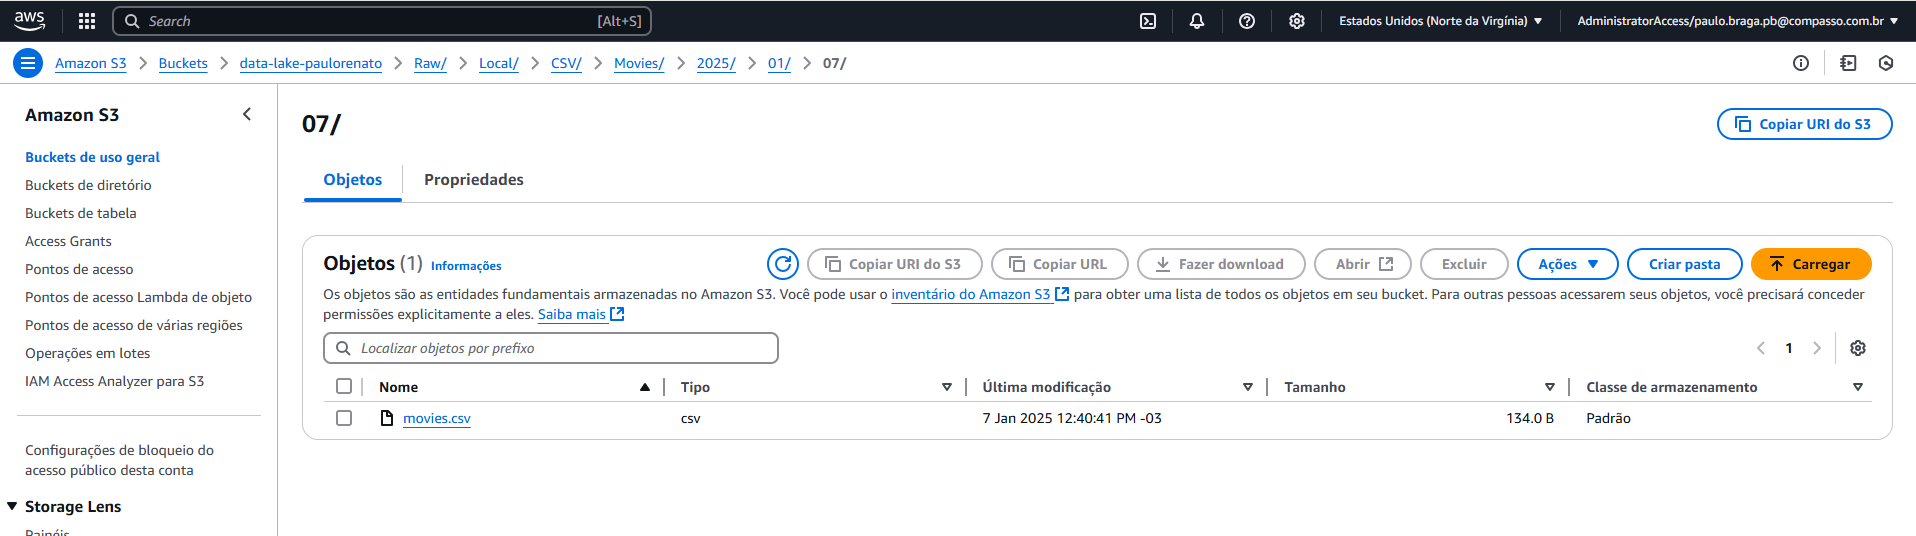 aws Search [Alt+S] Estados Unidos (Norte da Virgínia) AdministratorAccess/paulo.braga.pb@compasso.com.br
Amazon S3 Buckets data-lake-paulorenato Raw/ Local/ CSV/ Movies/ 2025/ 01/ 07/
Amazon S3
Buckets de uso geral
Buckets de diretório
Buckets de tabela
Access Grants
Pontos de acesso
Pontos de acesso Lambda de objeto
Pontos de acesso de várias regiões
Operações em lotes
IAM Access Analyzer para S3
Configurações de bloqueio do
acesso público desta conta
Storage Lens
Painéis
07/
Copiar URI do S3
Objetos Propriedades
Objetos (1) Informações
Copiar URI do S3 Copiar URL Fazer download Abrir Excluir Ações Criar pasta Carregar
Os objetos são as entidades fundamentais armazenadas no Amazon S3. Você pode usar o inventário do Amazon S3 para obter uma lista de todos os objetos em seu bucket. Para outras pessoas acessarem seus objetos, você precisará conceder
permissões explicitamente a eles. Saiba mais
Localizar objetos por prefixo
1
Nome Tipo Última modificação Tamanho Classe de armazenamento
movies.csv csv 7 Jan 2025 12:40:41 PM -03 134.0 B Padrão